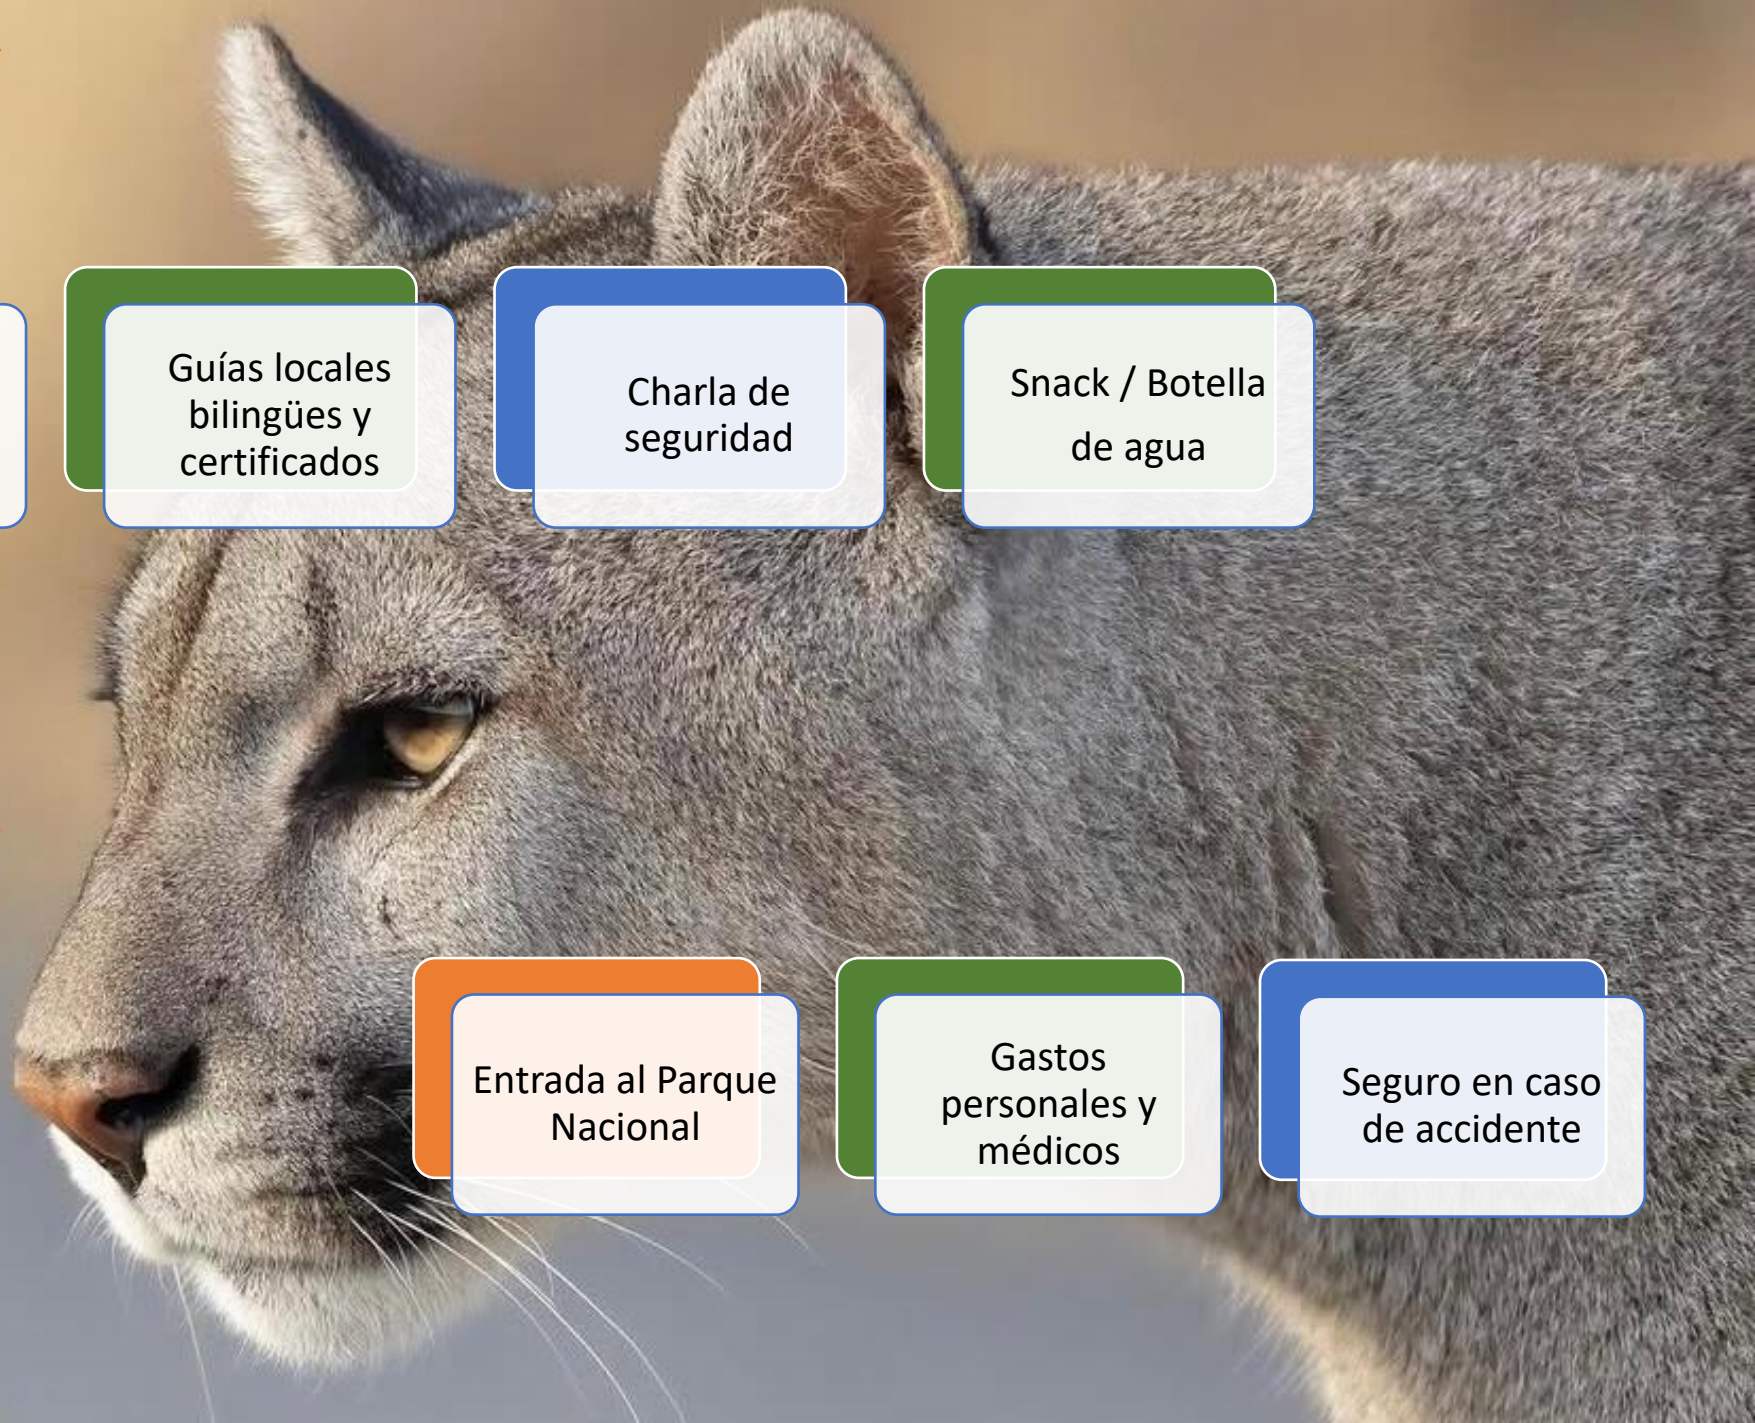 Guías locales
bilingües y
certificados
Charla de
seguridad
Snack / Botella
de agua
Entrada al Parque
Nacional
Gastos
personales y
médicos
Seguro en caso
de accidente